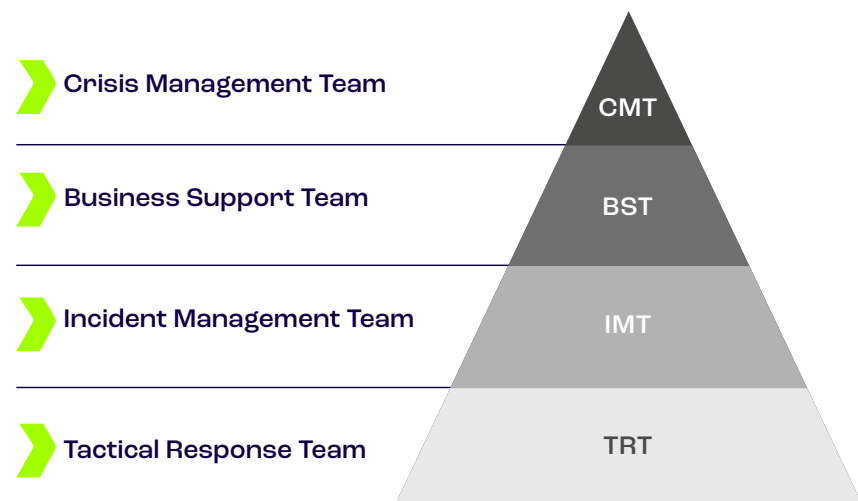 Crisis Management Team
CMT
Business Support Team
BST
Incident Management Team
IMT
Tactical Response Team
TRT